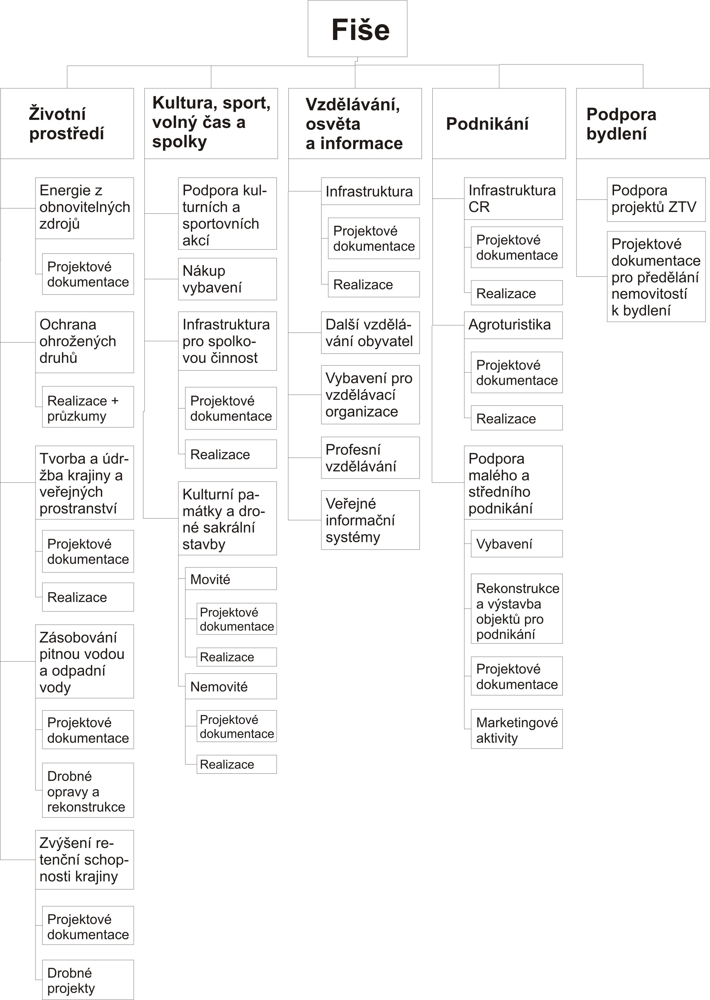 Fiše
Životní
prostředí
Energie z
obnovitelných
zdrojů
Projektové
dokumentace
Ochrana
ohrožených
druhů
Realizace +
průzkumy
Tvorba a údr-
žba krajiny a
veřejných
prostranství
Projektové
dokumentace
Realizace
Zásobování
pitnou vodou
a odpadní
vody
Projektové
dokumentace
Drobné
opravy a
rekonstrukce
Zvýšení re-
tenční schop-
nosti krajiny
Projektové
dokumentace
Drobné
projekty
Kultura, sport,
volný čas a
spolky
Podpora kul-
turních a
sportovních
akcí
Nákup
vybavení
Infrastruktura
pro spolko-
vou činnost
Projektové
dokumentace
Realizace
Kulturní pa-
mátky a dro-
né sakrální
stavby
Movité
Projektové
dokumentace
Realizace
Nemovité
Projektové
dokumentace
Realizace
Vzdělávání,
osvěta
a informace
Infrastruktura
Projektové
dokumentace
Realizace
Další vzdělá-
vání obyvatel
Vybavení pro
vzdělávací
organizace
Profesní
vzdělávání
Veřejné
informační
systémy
Podnikání
Infrastruktura
CR
Projektové
dokumentace
Realizace
Agroturistika
Projektové
dokumentace
Realizace
Podpora
malého a
středního
podnikání
Vybavení
Rekonstrukce
a výstavba
objektů pro
podnikání
Projektové
dokumentace
Marketingové
aktivity
Podpora
bydlení
Podpora
projektů ZTV
Projektové
dokumentace
pro předělání
nemovitostí
k bydlení